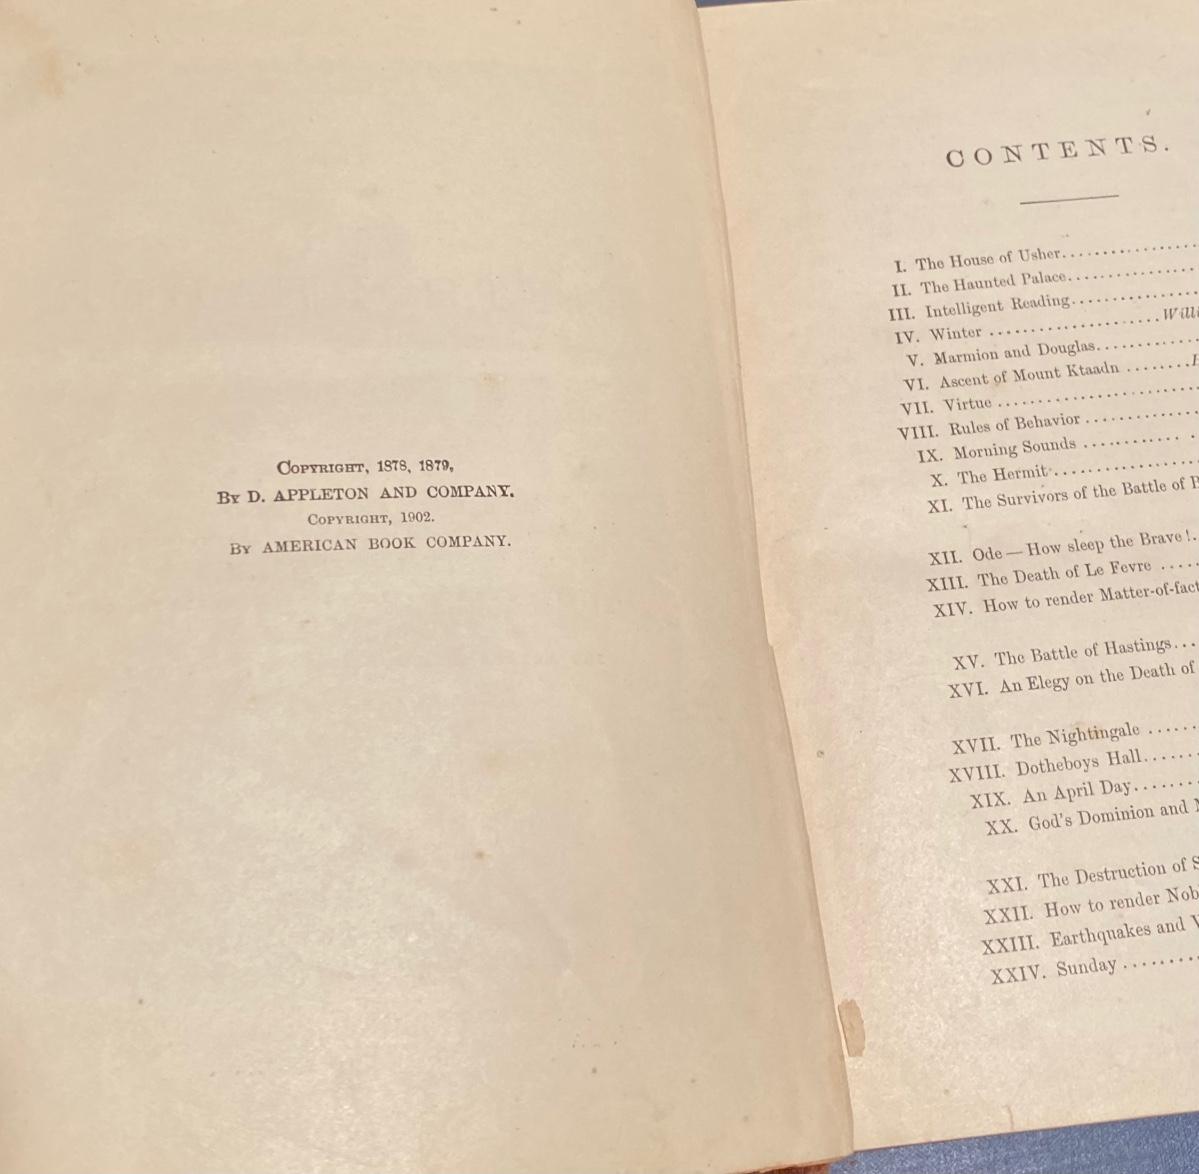 COPYRIGHT, 1878, 1879,
BY D. APPLETON AND COMPANY.
COPYRIGHT, 1902.
BY AMERICAN BOOK COMPANY.
CONTENTS.
I. The House of Usher
II. The Haunted Palace
III. Intelligent Reading
IV. Winter
V. Marmion and Douglas
VI. Ascent of Mount Ktaadn
VII. Virtue
VIII. Rules of Behavior
IX. Morning Sounds
X. The Hermit
XI. The Survivors of the Battle of
XII. Ode — How sleep the Brave!
XIII. The Death of Le Fevre
XIV. How to render Matter-of-fact
XV. The Battle of Hastings
XVI. An Elegy on the Death of
XVII. The Nightingale
XVIII. Dotheboys Hall
XIX. An April Day
XX. God's Dominion and
XXI. The Destruction of
XXII. How to render
XXIII. Earthquakes and
XXIV. Sunday